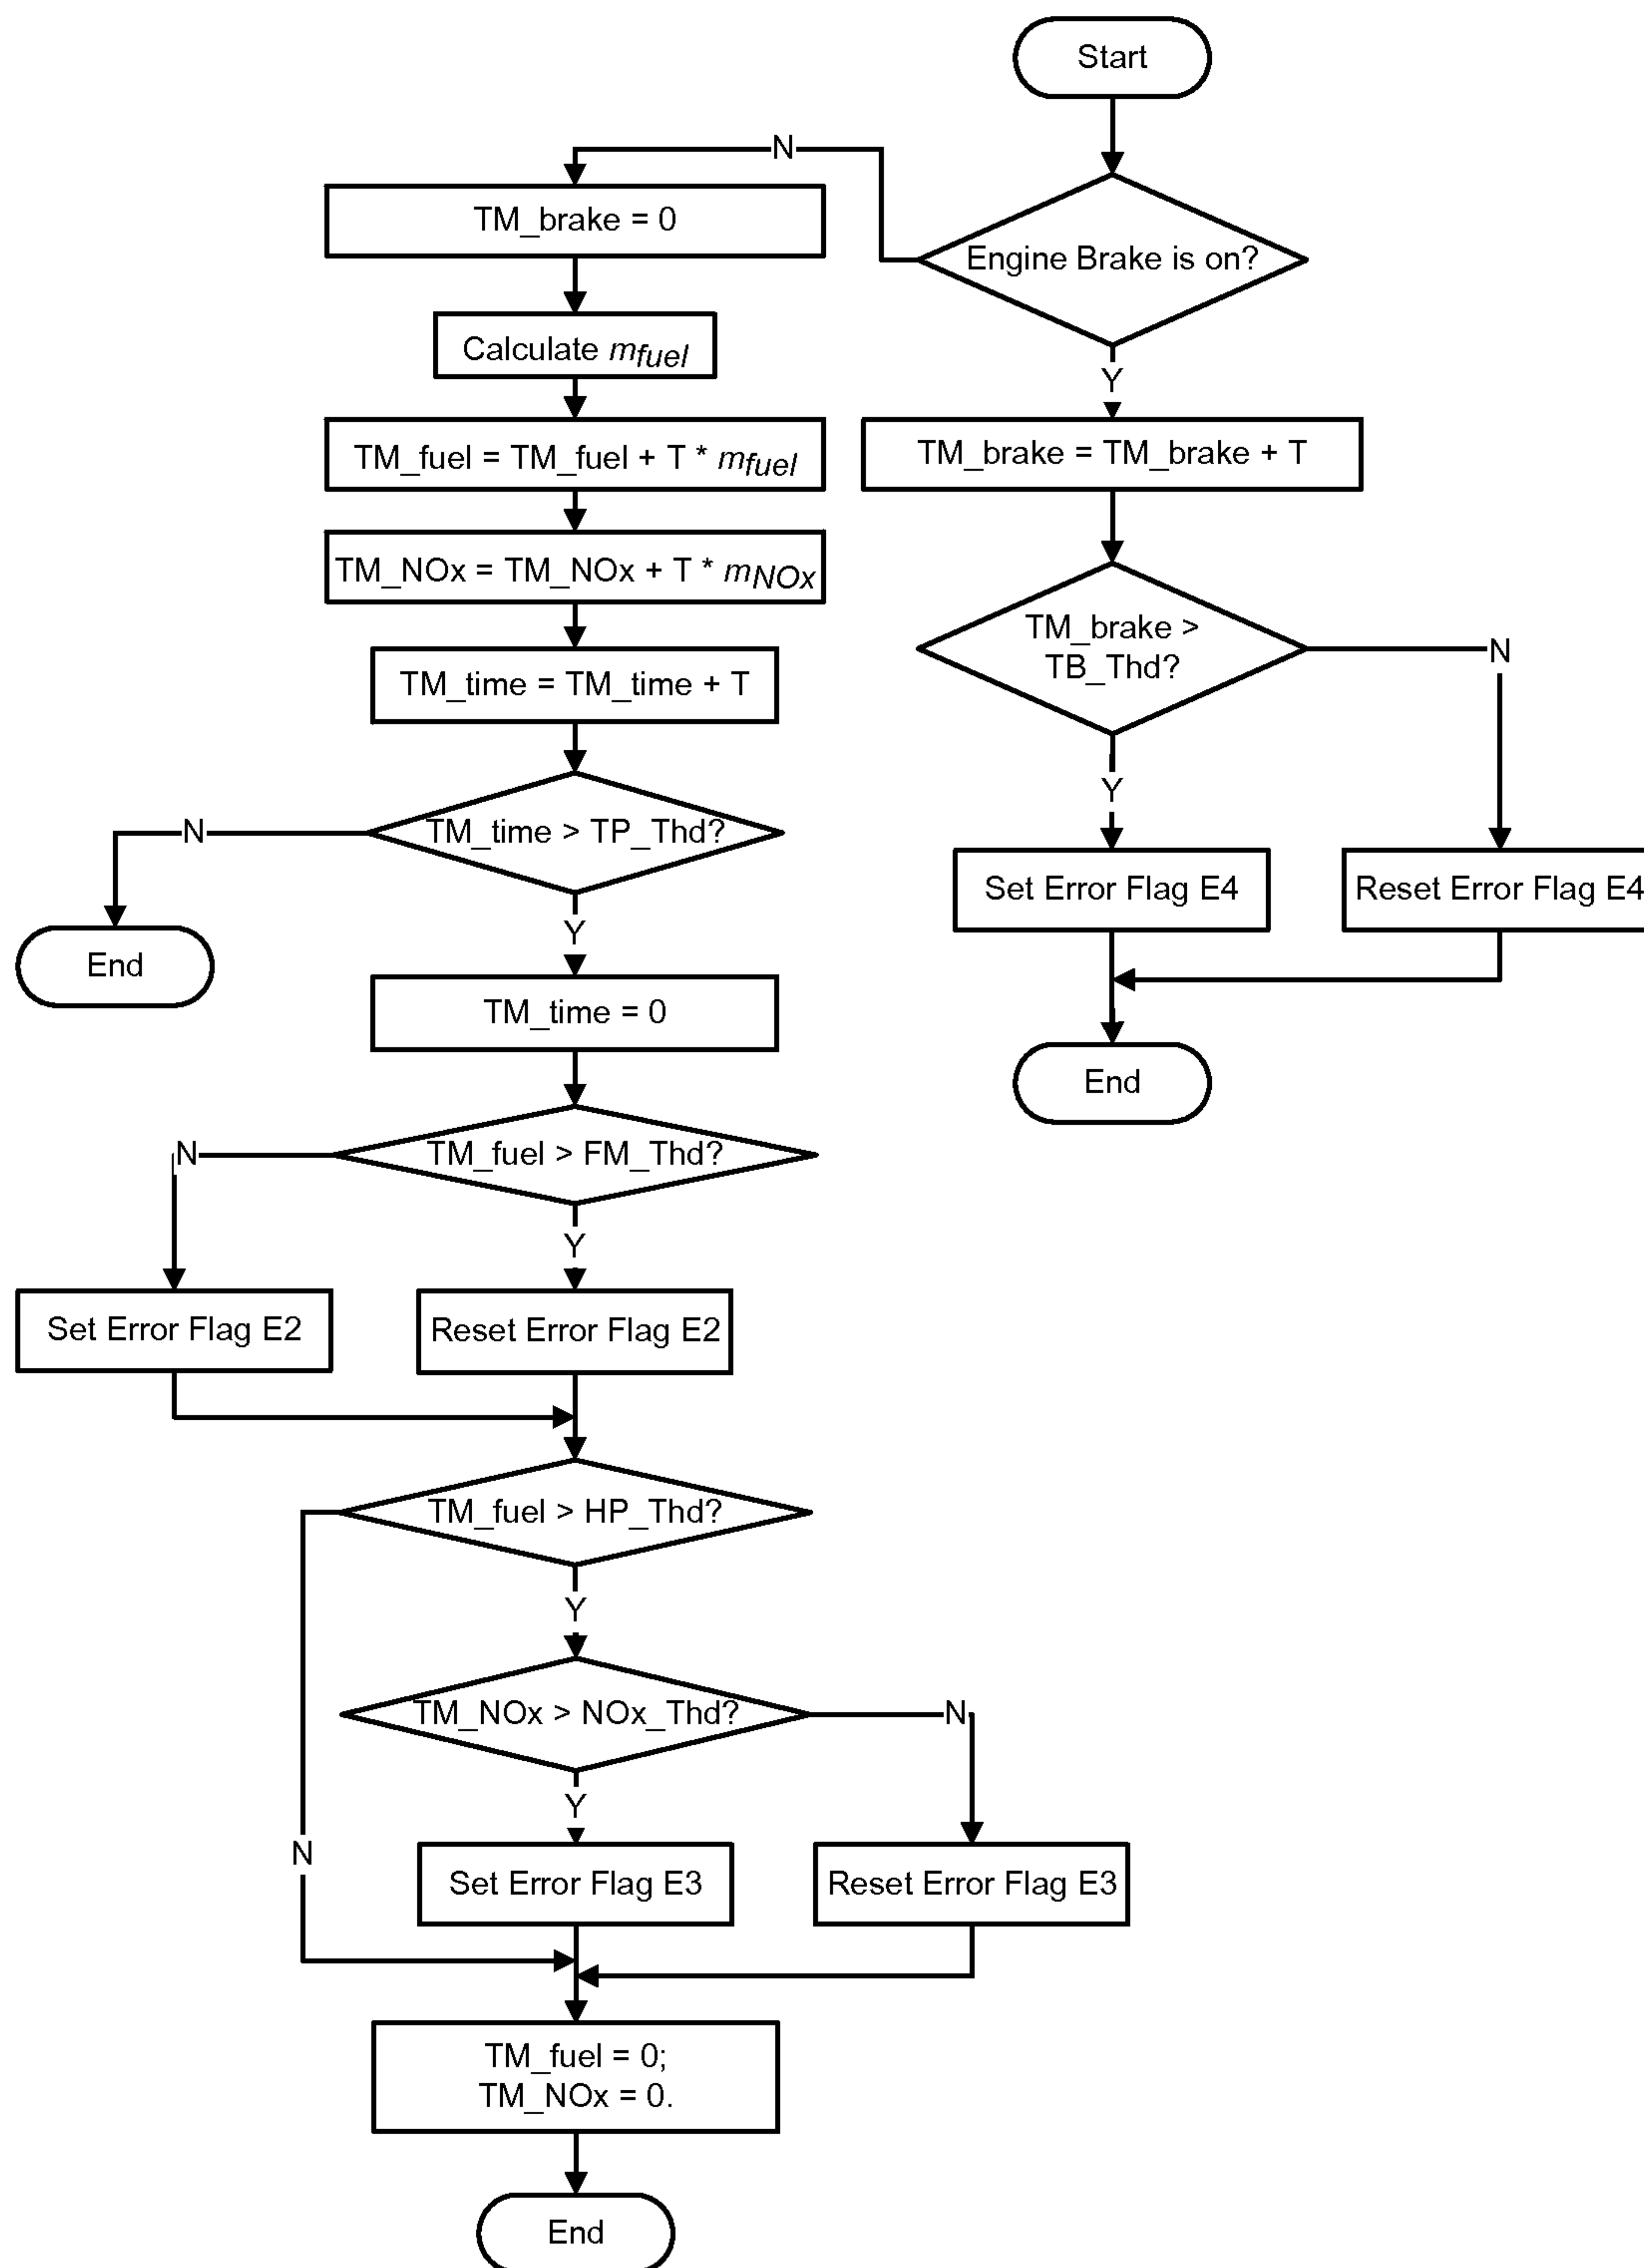 Start
N
TM_brake = 0
Engine Brake is on?
Calculate mfuel
Y
TM_fuel = TM_fuel + T * mfuel
TM_brake = TM_brake + T
TM_NOx = TM_NOx + T * mNOx
TM_brake >
TB_Thd?
N
TM_time = TM_time + T
Y
N
TM_time > TP_Thd?
Set Error Flag E4
Reset Error Flag E4
Y
End
TM_time = 0
End
N
TM_fuel > FM_Thd?
Y
Set Error Flag E2
Reset Error Flag E2
TM_fuel > HP_Thd?
Y
TM_NOx > NOx_Thd?
N
Y
N
Set Error Flag E3
Reset Error Flag E3
TM_fuel = 0;
TM_NOx = 0.
End